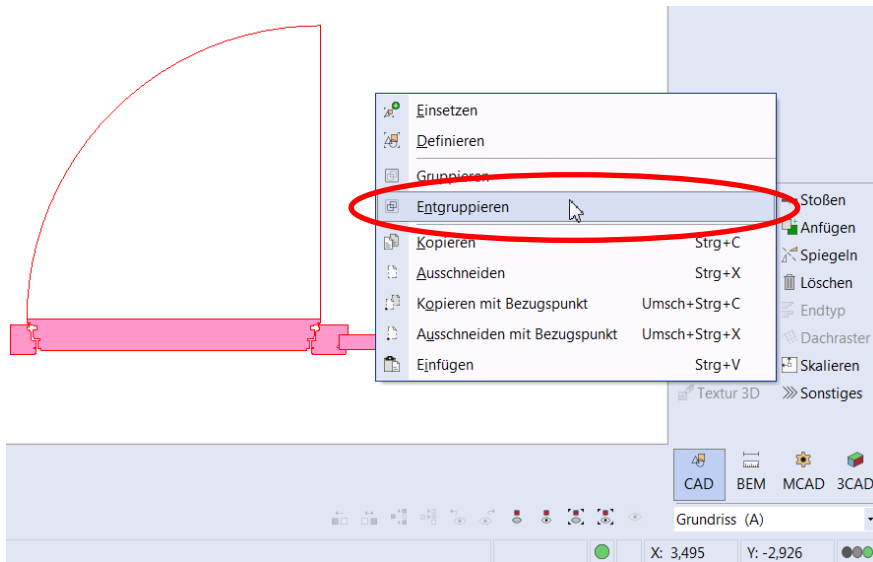 Einsetzen
Definieren
Gruppieren
Entgruppieren
Kopieren Strg+C
Ausschneiden Strg+X
Kopieren mit Bezugspunkt Umsch+Strg+C
Ausschneiden mit Bezugspunkt Umsch+Strg+X
Einfügen Strg+V
Stoßen
Anfügen
Spiegeln
Löschen
Endtyp
Dachraster
Skalieren
Textur 3D Sonstiges
CAD BEM MCAD 3CAD
Grundriss (A)
X: 3,495 Y: -2,926